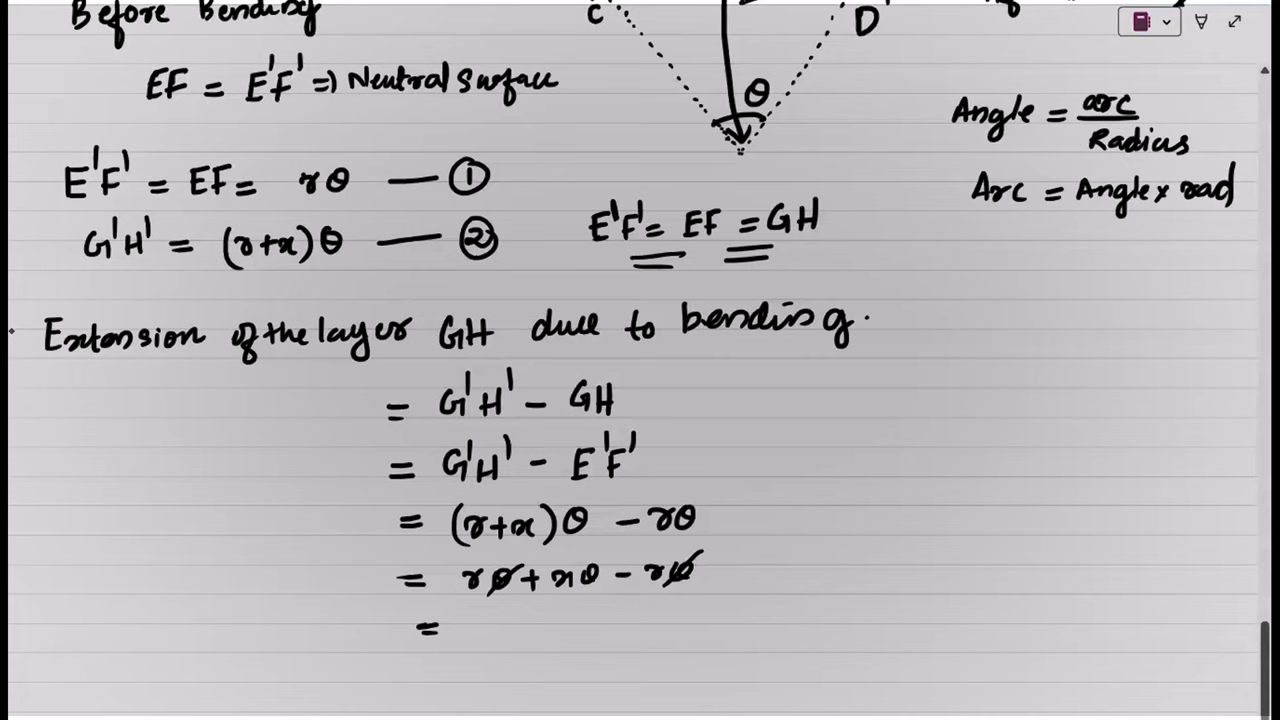 Before Bending
C
D
EF = E'F' => Neutral Surface
θ
Angle = arc / Radius
E'F' = EF = rθ — ①
Arc = Angle x rad
G'H' = (r+x)θ — ②
E'F' = EF = GH
Extension of the layer GH due to bending.
= G'H' - GH
= G'H' - E'F'
= (r+x)θ - rθ
= rθ + xθ - rθ
=